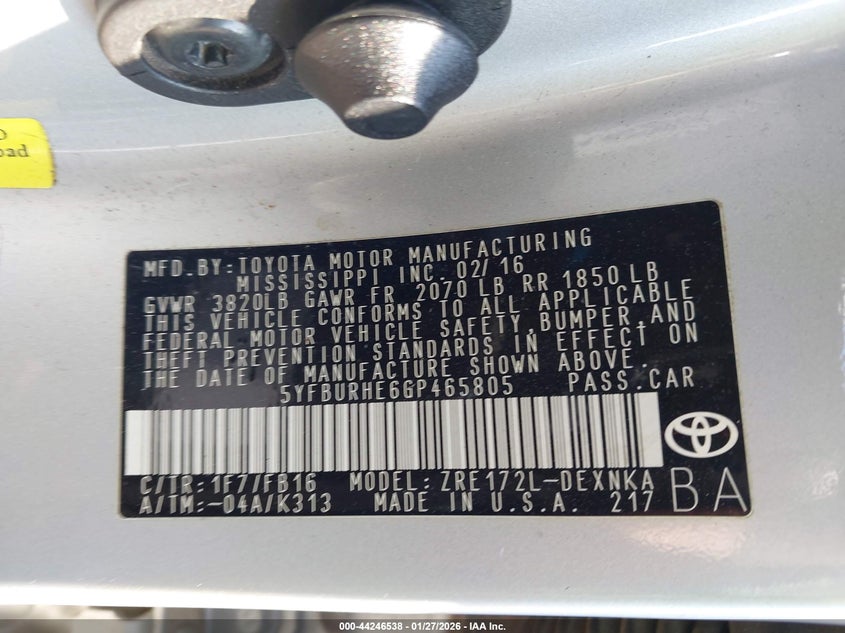 oad
MFD.BY:TOYOTA MOTOR MANUFACTURING
MISSISSIPPI INC. 02/16
GVWR 3820LB GAWR FR 2070 LB RR 1850 LB
THIS VEHICLE CONFORMS TO ALL APPLICABLE
FEDERAL MOTOR VEHICLE SAFETY,BUMPER,AND
THEFT PREVENTION STANDARDS IN EFFECT ON
THE DATE OF MANUFACTURE SHOWN ABOVE.
5YFBURHE6GP465805 PASS.CAR
C/TR:1F7/FB16 MODEL:ZRE172L-DEXNKA
A/TM:-04A/K313 MADE IN U.S.A. 217
BA
000-44246538 - 01/27/2026 - IAA Inc.